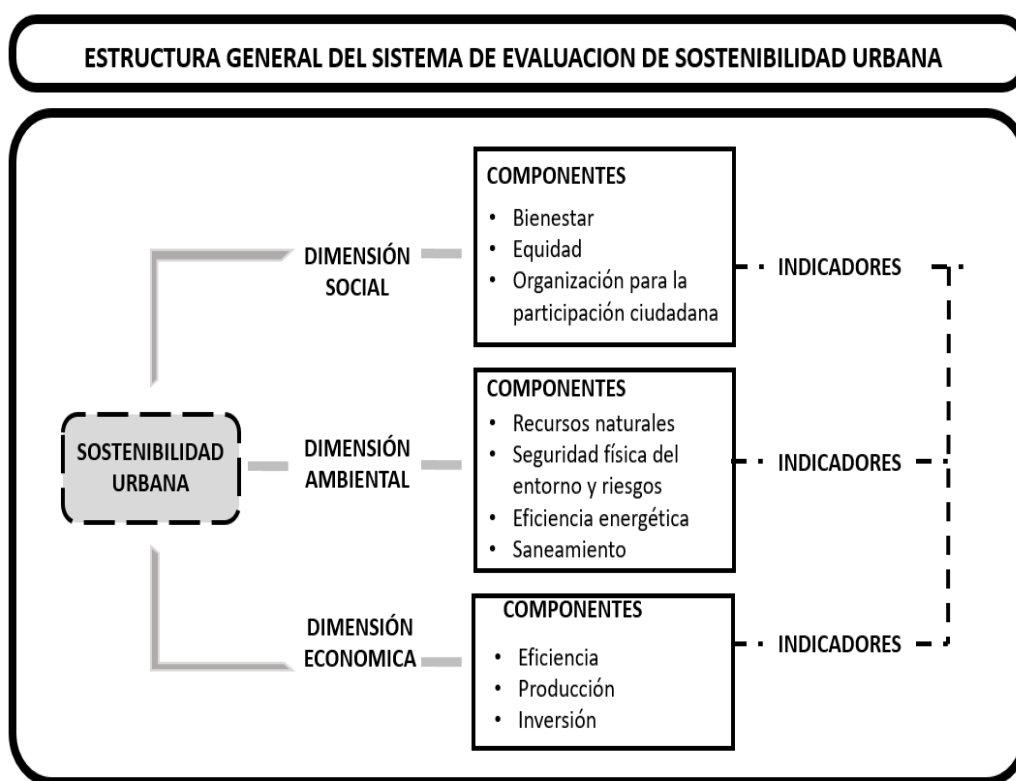 ESTRUCTURA GENERAL DEL SISTEMA DE EVALUACION DE SOSTENIBILIDAD URBANA
SOSTENIBILIDAD
URBANA
DIMENSIÓN
SOCIAL
COMPONENTES
• Bienestar
• Equidad
• Organización para la
participación ciudadana
INDICADORES
DIMENSIÓN
AMBIENTAL
COMPONENTES
• Recursos naturales
• Seguridad física del
entorno y riesgos
• Eficiencia energética
• Saneamiento
INDICADORES
DIMENSIÓN
ECONOMICA
COMPONENTES
• Eficiencia
• Producción
• Inversión
INDICADORES